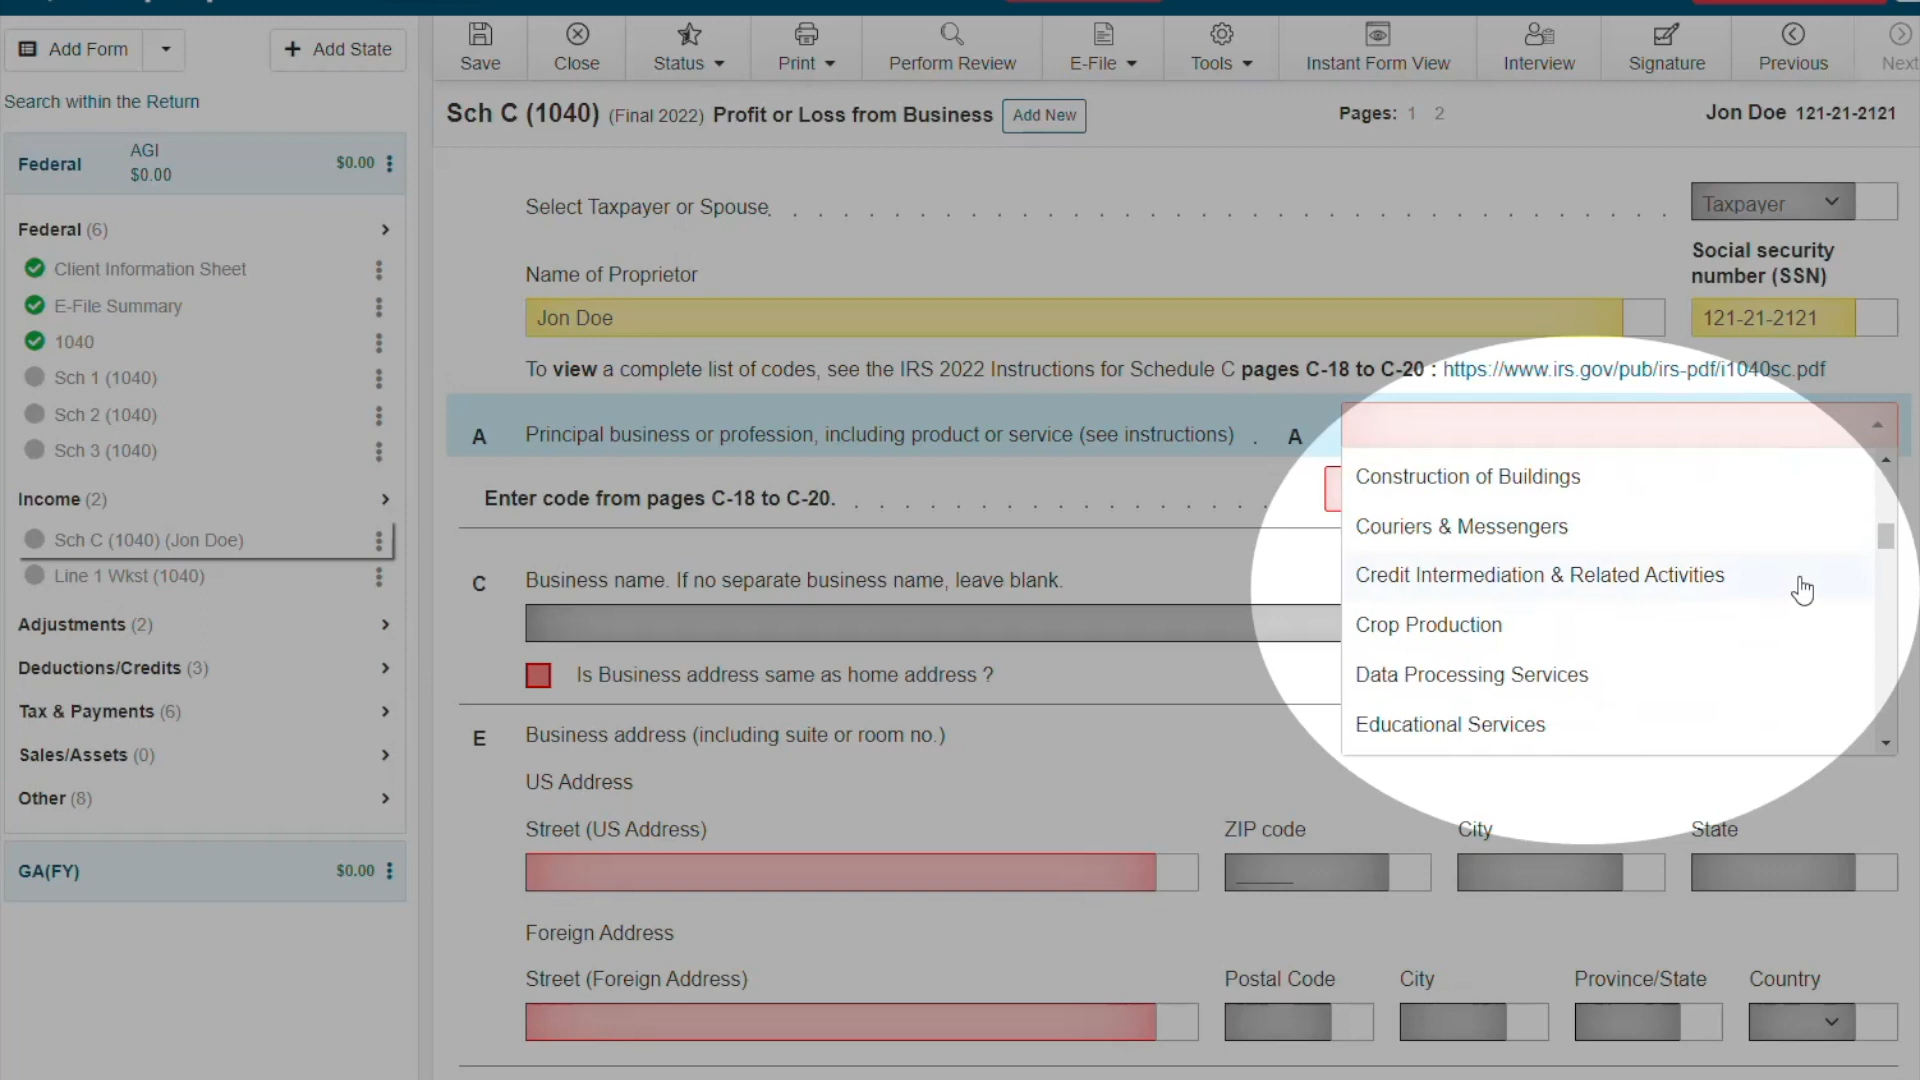 Add Form
Add State
Save
Close
Status
Print
Perform Review
E-File
Tools
Instant Form View
Interview
Signature
Previous
Next
Search within the Return
Federal
AGI
$0.00
$0.00
Federal (6)
Client Information Sheet
E-File Summary
1040
Sch 1 (1040)
Sch 2 (1040)
Sch 3 (1040)
Income (2)
Sch C (1040) (Jon Doe)
Line 1 Wkst (1040)
Adjustments (2)
Deductions/Credits (3)
Tax & Payments (6)
Sales/Assets (0)
Other (8)
GA(FY)
$0.00
Sch C (1040) (Final 2022) Profit or Loss from Business
Add New
Pages: 1 2
Jon Doe 121-21-2121
Select Taxpayer or Spouse
Taxpayer
Name of Proprietor
Social security
number (SSN)
Jon Doe
121-21-2121
To view a complete list of codes, see the IRS 2022 Instructions for Schedule C pages C-18 to C-20 : https://www.irs.gov/pub/irs-pdf/i1040sc.pdf
A Principal business or profession, including product or service (see instructions) . A
Enter code from pages C-18 to C-20.
Construction of Buildings
Couriers & Messengers
Credit Intermediation & Related Activities
Crop Production
Data Processing Services
Educational Services
C Business name. If no separate business name, leave blank.
Is Business address same as home address ?
E Business address (including suite or room no.)
US Address
Street (US Address)
ZIP code
City
State
Foreign Address
Street (Foreign Address)
Postal Code
City
Province/State
Country